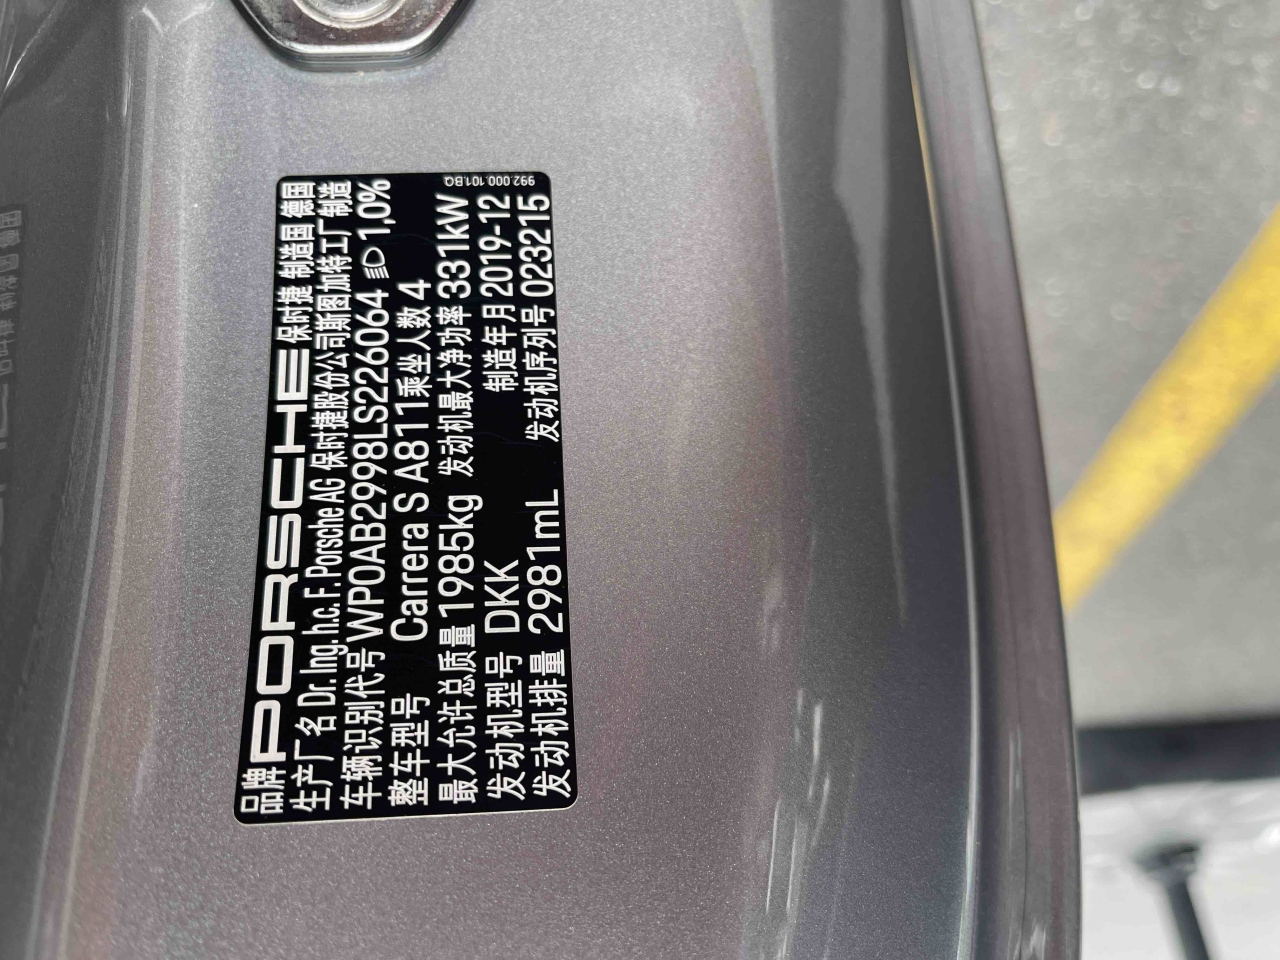 品牌 PORSCHE 保时捷 制造国 德国
生产厂名 Dr. Ing. h.c. F. Porsche AG 保时捷股份公司斯图加特工厂制造
车辆识别代号 WP0AB2998LS226064 1,0%
整车型号 Carrera S A811 乘坐人数 4
最大允许总质量 1985kg 发动机最大净功率 331kW
发动机型号 DKK 制造年月 2019-12
发动机排量 2981mL 发动机序列号 023215
992.000.101.BQ